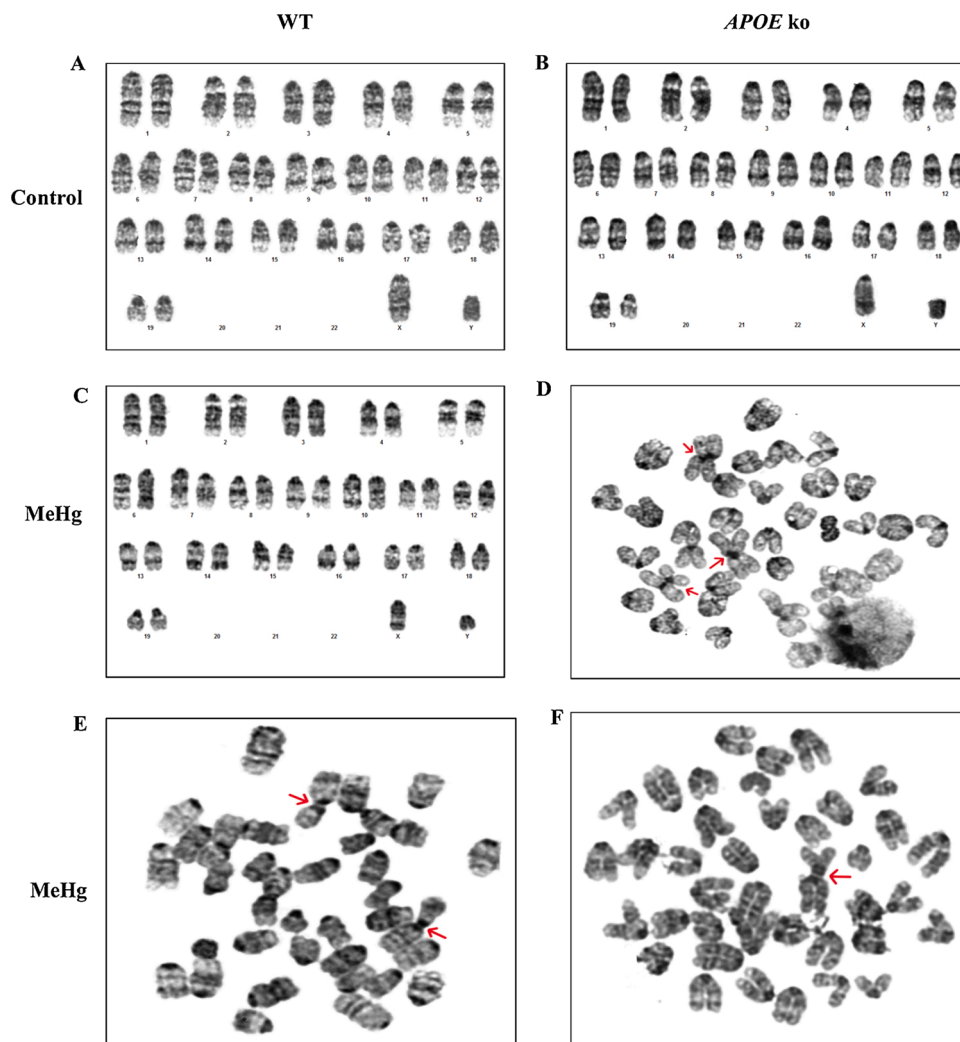 WT APOE ko
A B
1 2 3 4 5 1 2 3 4 5
Control
6 7 8 9 10 11 12 6 7 8 9 10 11 12
13 14 15 16 17 18 13 14 15 16 17 18
19 20 21 22 X Y 19 20 21 22 X Y
C D
1 2 3 4 5
MeHg
6 7 8 9 10 11 12
13 14 15 16 17 18
19 20 21 22 X Y
E F
MeHg